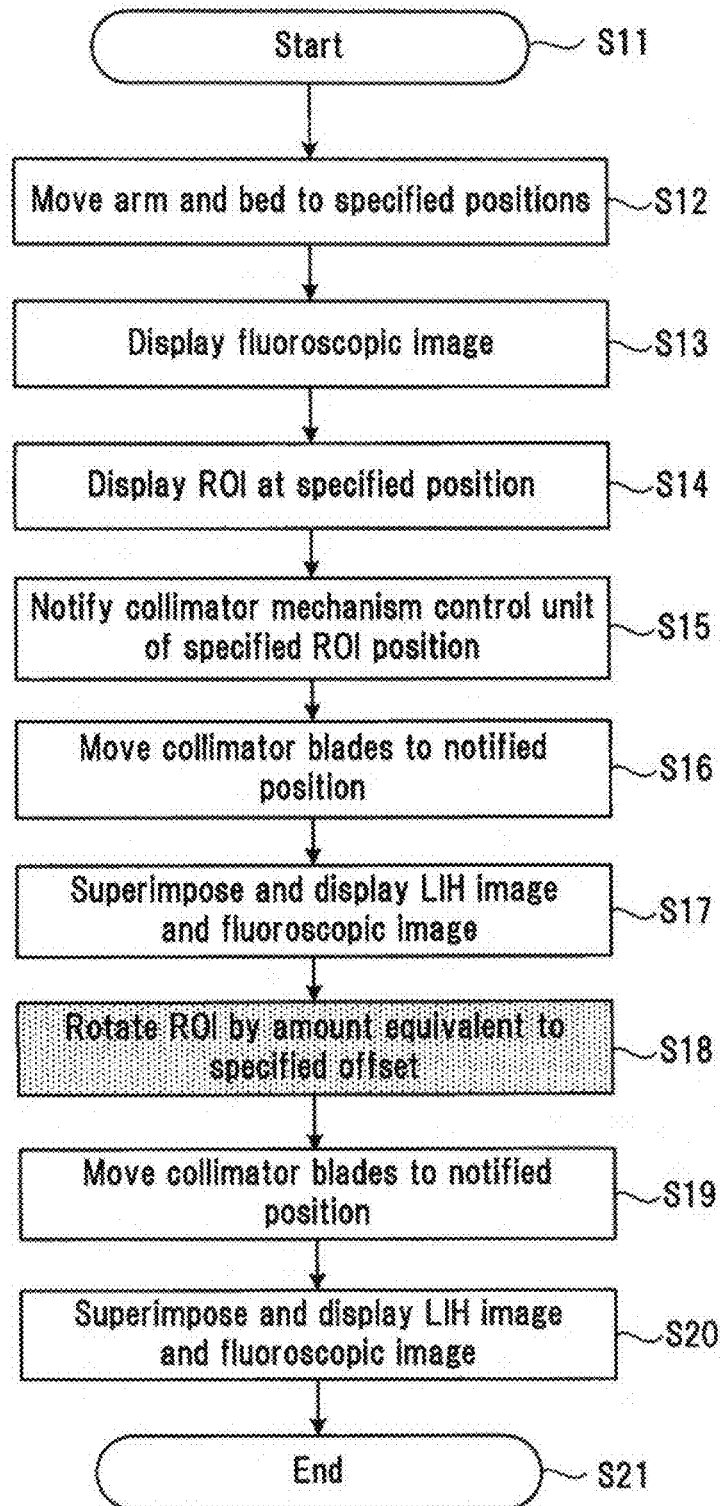 Start
S11
Move arm and bed to specified positions
S12
Display fluoroscopic image
S13
Display ROI at specified position
S14
Notify collimator mechanism control unit
of specified ROI position
S15
Move collimator blades to notified
position
S16
Superimpose and display LIH image
and fluoroscopic image
S17
Rotate ROI by amount equivalent to
specified offset
S18
Move collimator blades to notified
position
S19
Superimpose and display LIH image
and fluoroscopic image
S20
End
S21